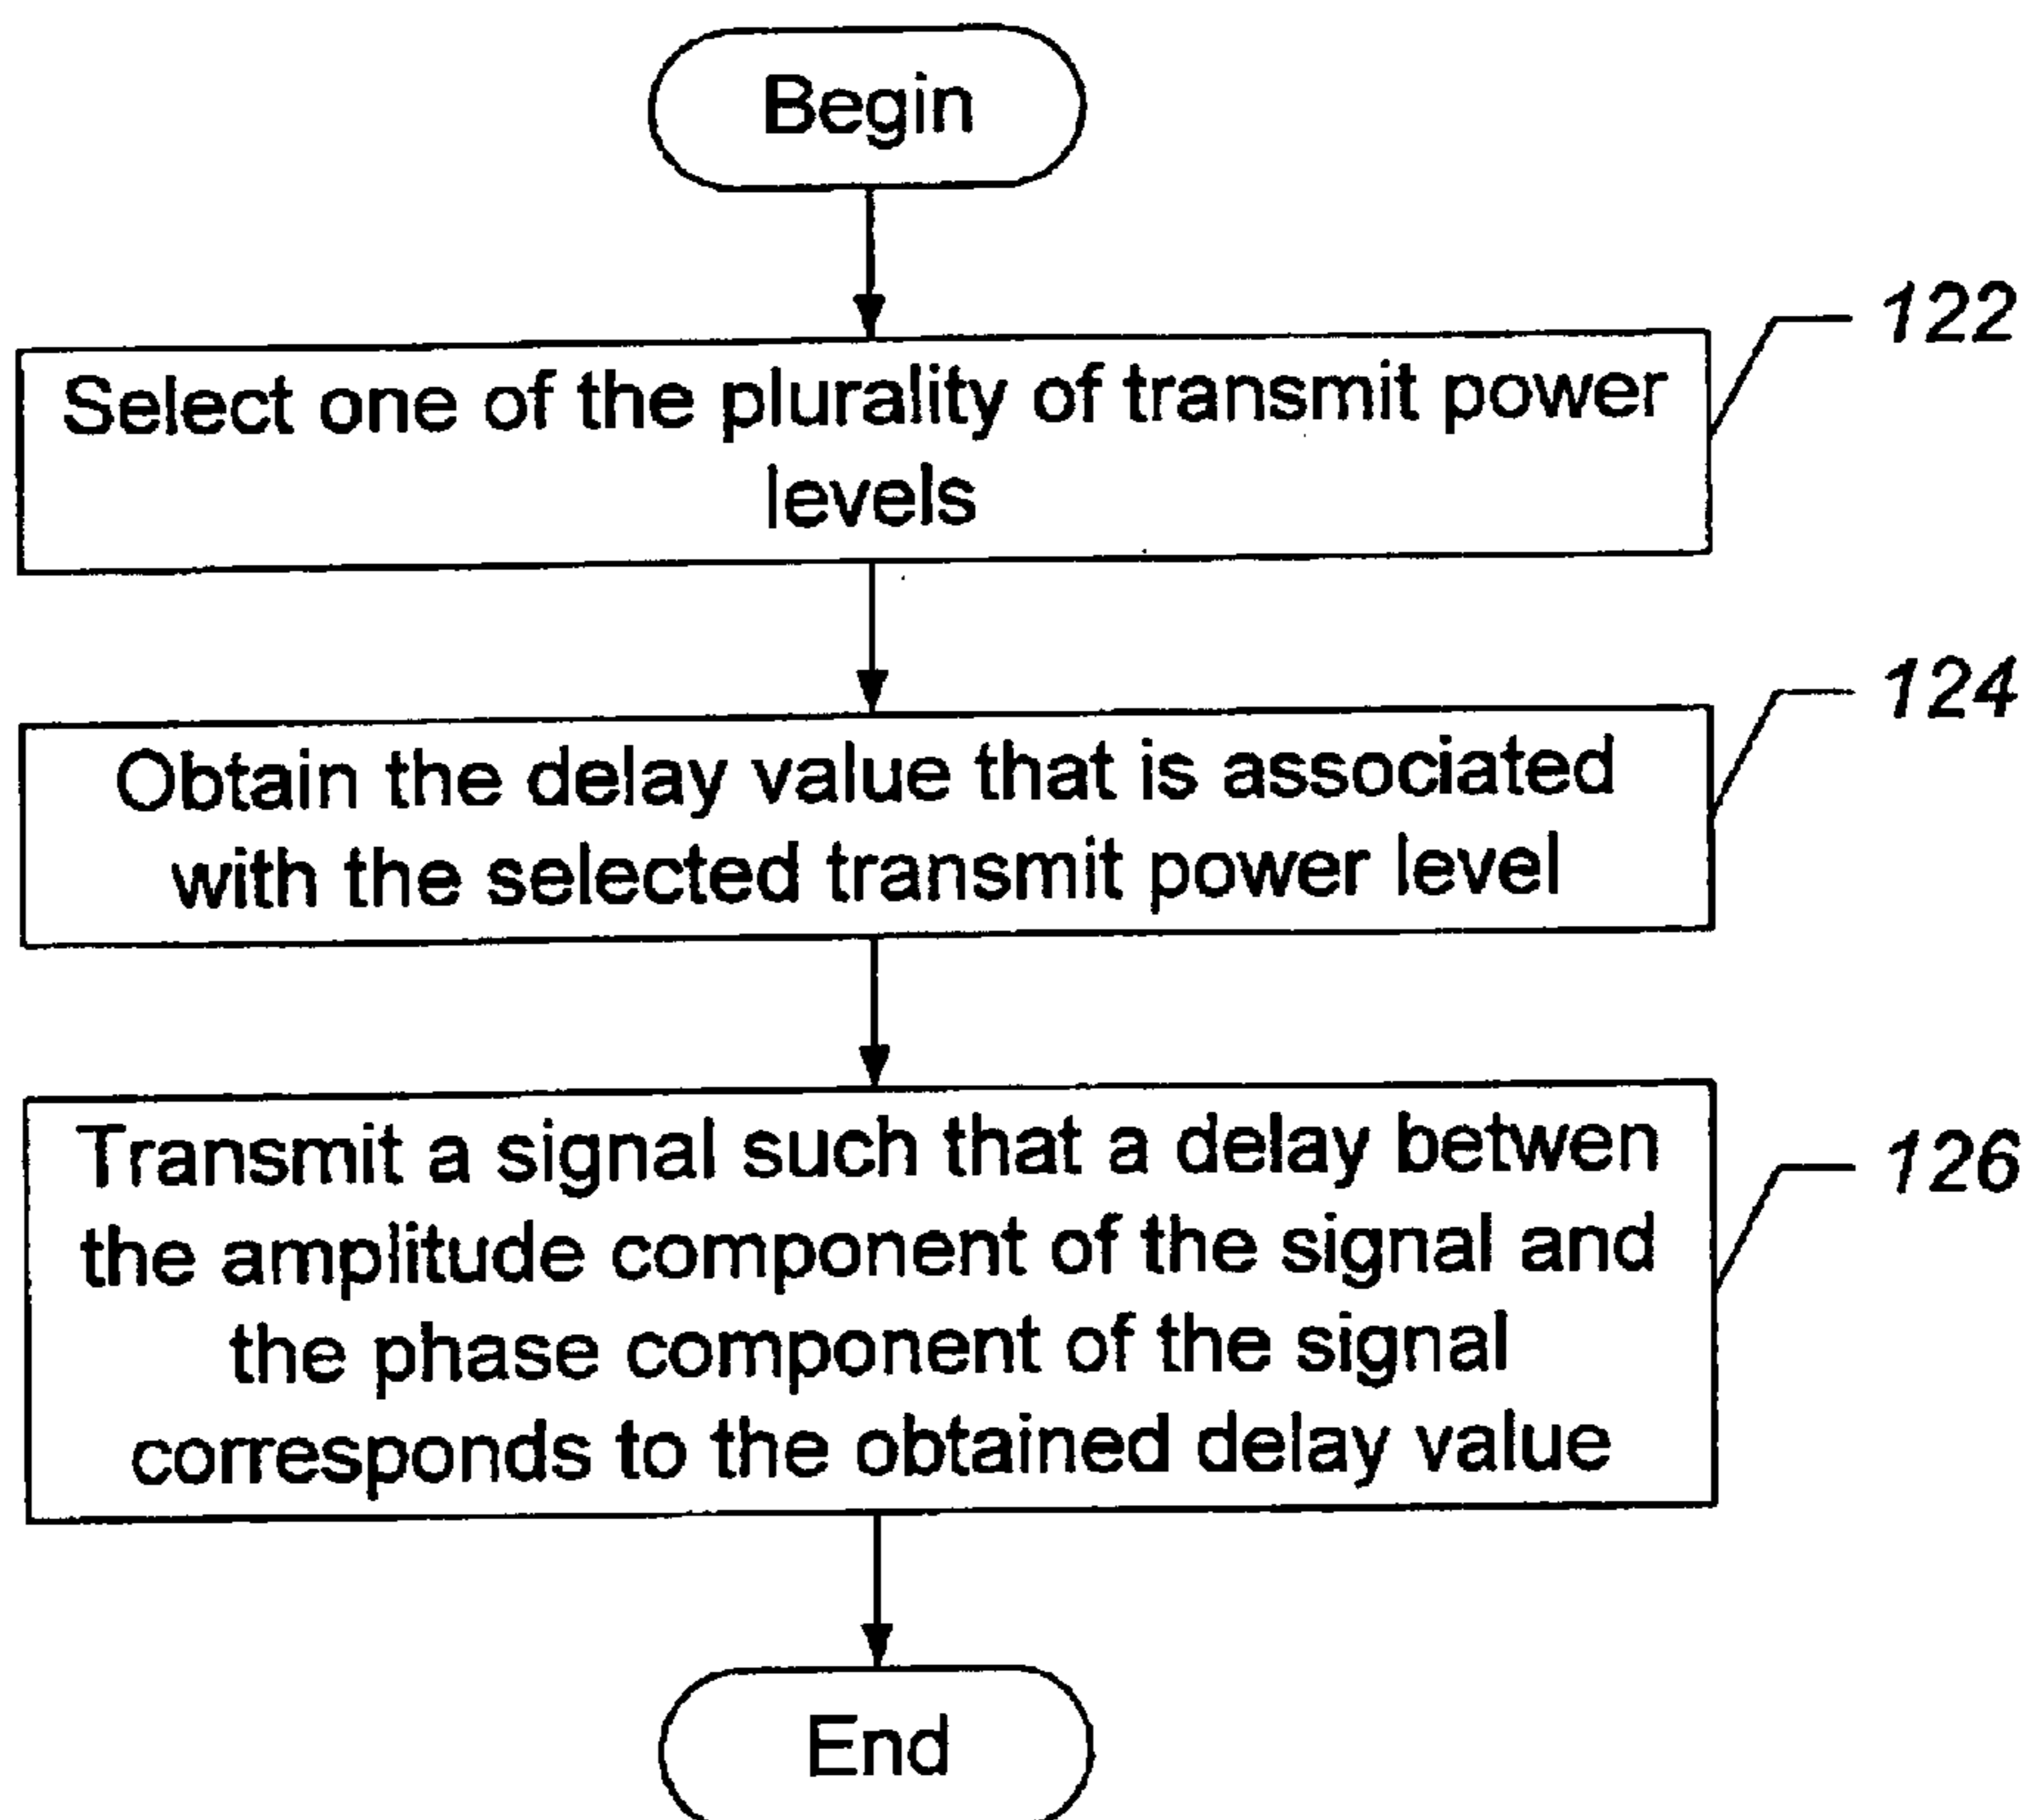 Begin
122
Select one of the plurality of transmit power
levels
124
Obtain the delay value that is associated
with the selected transmit power level
126
Transmit a signal such that a delay betwen
the amplitude component of the signal and
the phase component of the signal
corresponds to the obtained delay value
End